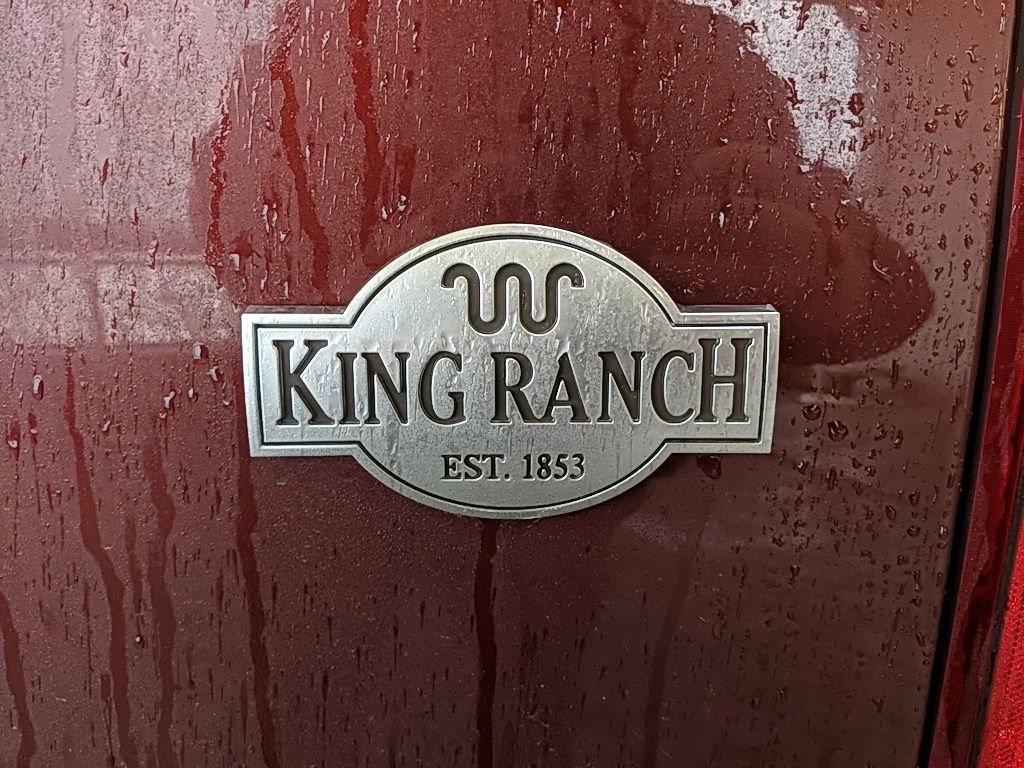 KING RANCH
EST. 1853